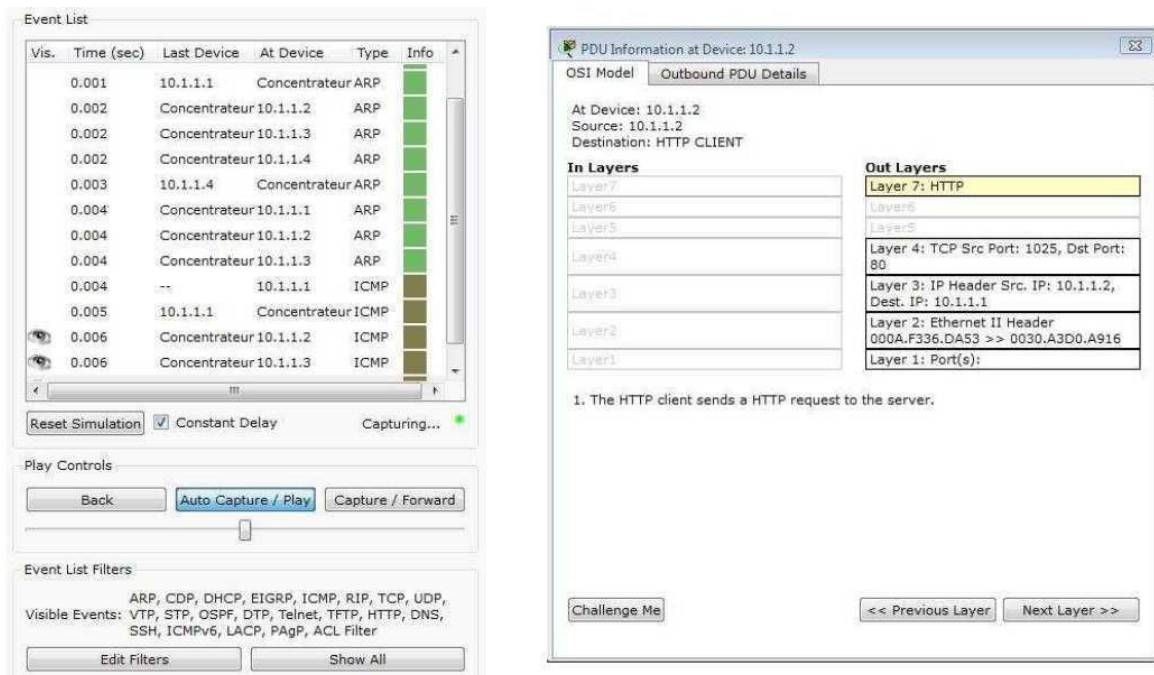 Event List
Vis. Time (sec) Last Device At Device Type Info
0.001 10.1.1.1 Concentrateur ARP
0.002 Concentrateur 10.1.1.2 ARP
0.002 Concentrateur 10.1.1.3 ARP
0.002 Concentrateur 10.1.1.4 ARP
0.003 10.1.1.4 Concentrateur ARP
0.004 Concentrateur 10.1.1.1 ARP
0.004 Concentrateur 10.1.1.2 ARP
0.004 Concentrateur 10.1.1.3 ARP
0.004 -- 10.1.1.1 ICMP
0.005 10.1.1.1 Concentrateur ICMP
0.006 Concentrateur 10.1.1.2 ICMP
0.006 Concentrateur 10.1.1.3 ICMP
Reset Simulation Constant Delay Capturing...
Play Controls
Back Auto Capture / Play Capture / Forward
Event List Filters
ARP, CDP, DHCP, EIGRP, ICMP, RIP, TCP, UDP,
Visible Events: VTP, STP, OSPF, DTP, Telnet, TFTP, HTTP, DNS,
SSH, ICMPv6, LACP, PAgP, ACL Filter
Edit Filters Show All
PDU Information at Device: 10.1.1.2
OSI Model Outbound PDU Details
At Device: 10.1.1.2
Source: 10.1.1.2
Destination: HTTP CLIENT
In Layers
Layer7
Layer6
Layer5
Layer4
Layer3
Layer2
Layer1
Out Layers
Layer 7: HTTP
Layer6
Layer5
Layer 4: TCP Src Port: 1025, Dst Port:
80
Layer 3: IP Header Src. IP: 10.1.1.2,
Dest. IP: 10.1.1.1
Layer 2: Ethernet II Header
000A.F336.DA53 >> 0030.A3D0.A916
Layer 1: Port(s):
1. The HTTP client sends a HTTP request to the server.
Challenge Me << Previous Layer Next Layer >>